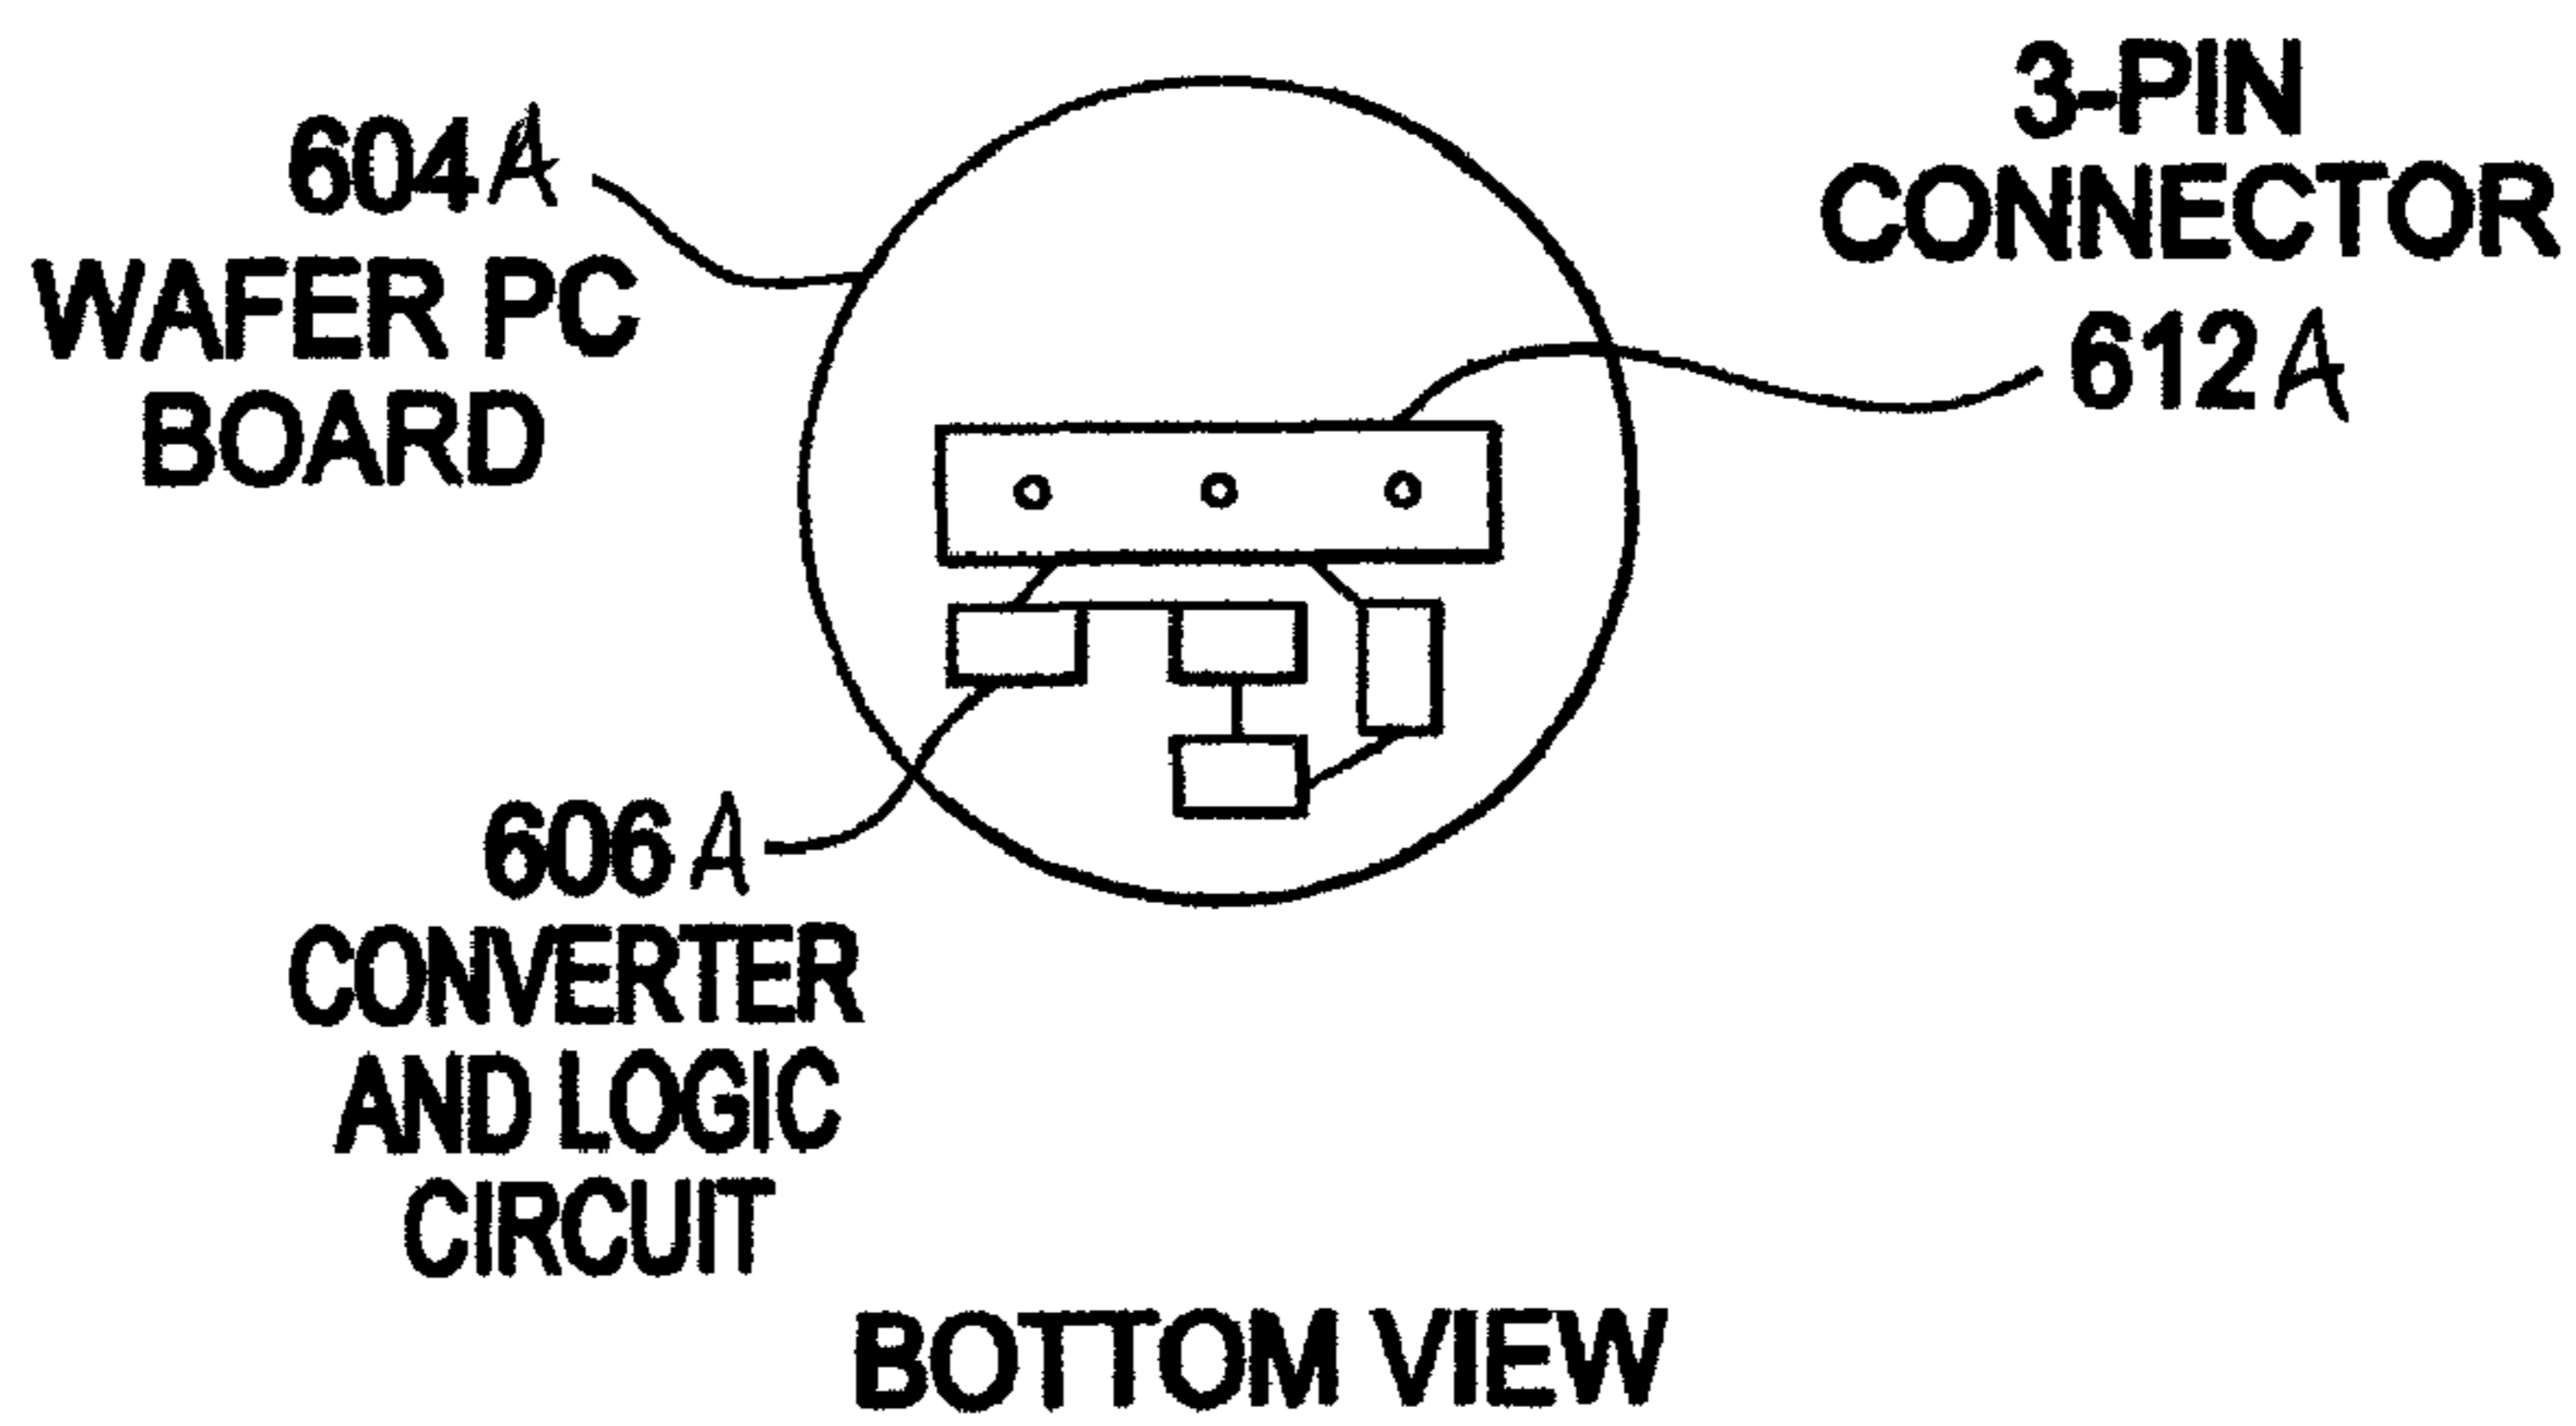 604A
WAFER PC
BOARD
3-PIN
CONNECTOR
612A
606A
CONVERTER
AND LOGIC
CIRCUIT
BOTTOM VIEW